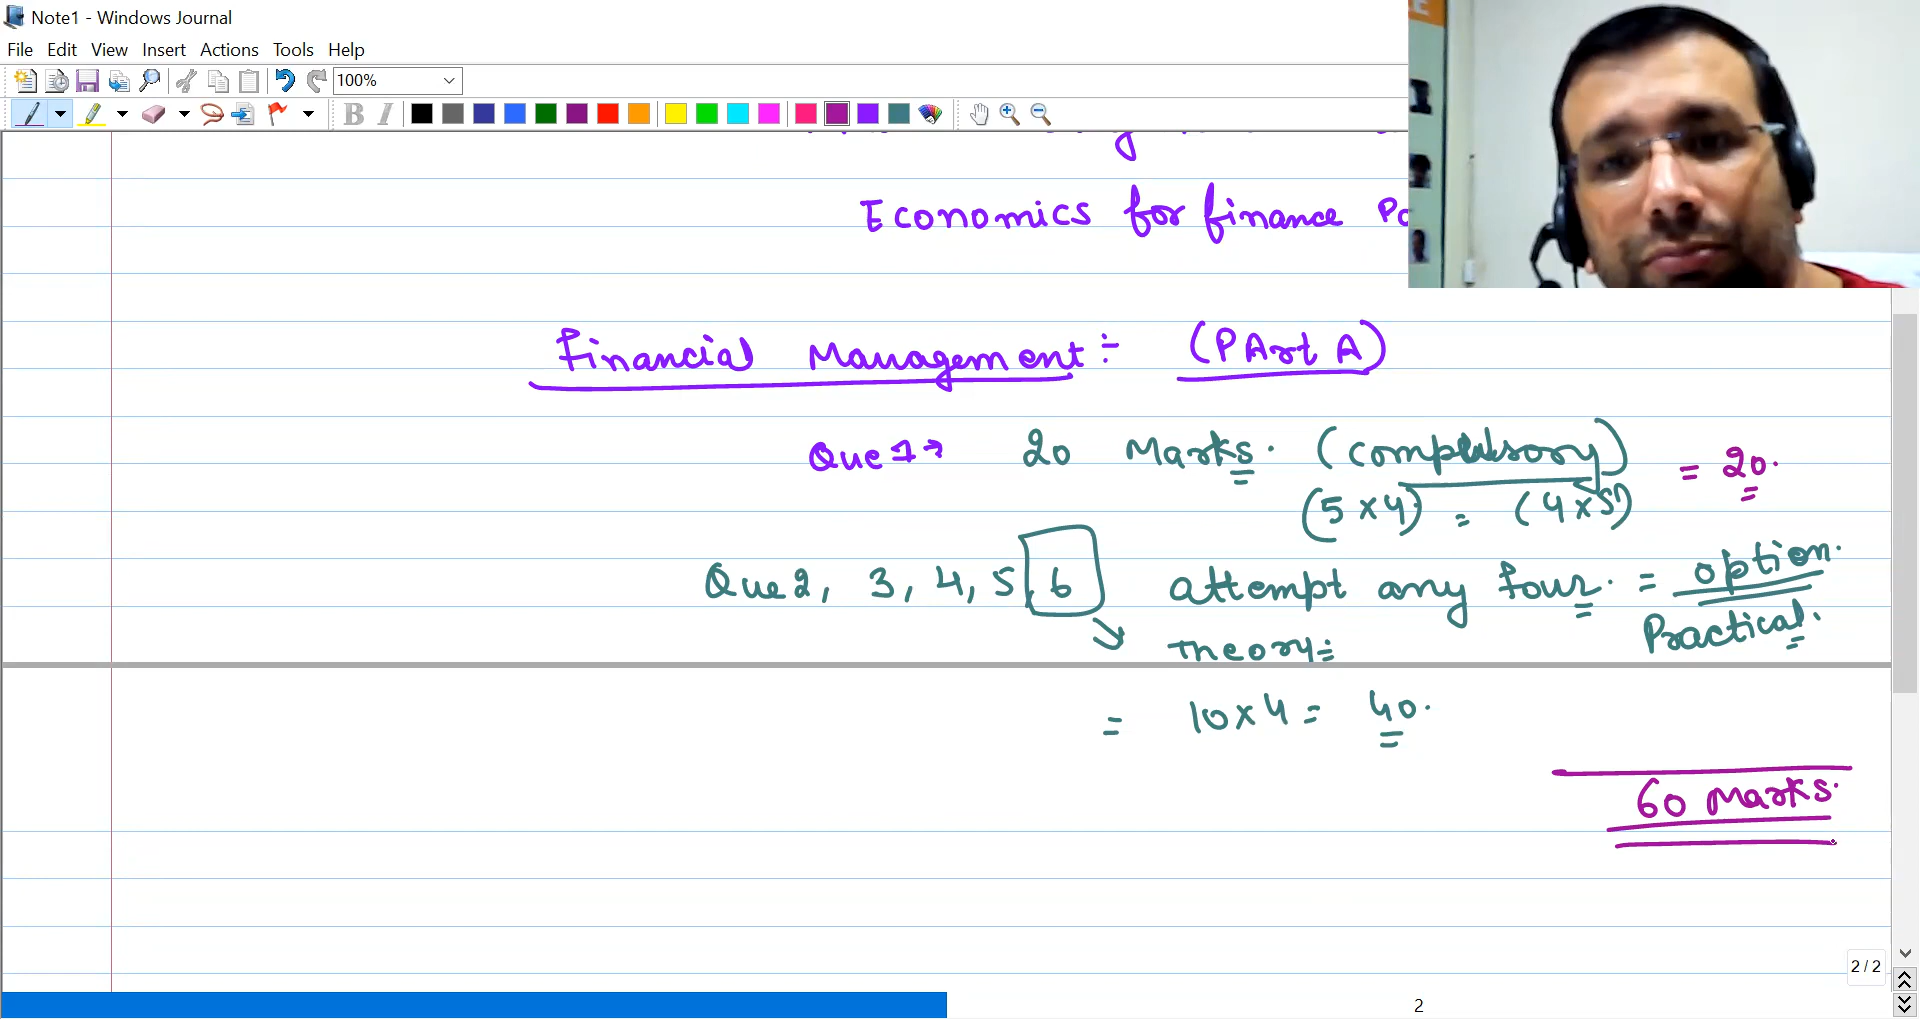 Note1 - Windows Journal
File Edit View Insert Actions Tools Help
100%
B I
Economics for finance
Financial Management :- (PArt A)
Que 1 → 20 Marks. (compulsory) = 20.
(5 x 4) = (4 x 5)
Que 2, 3, 4, 5, 6 attempt any four. = option.
Theory = Practical.
= 10 x 4 = 40.
60 Marks.
2 / 2
2